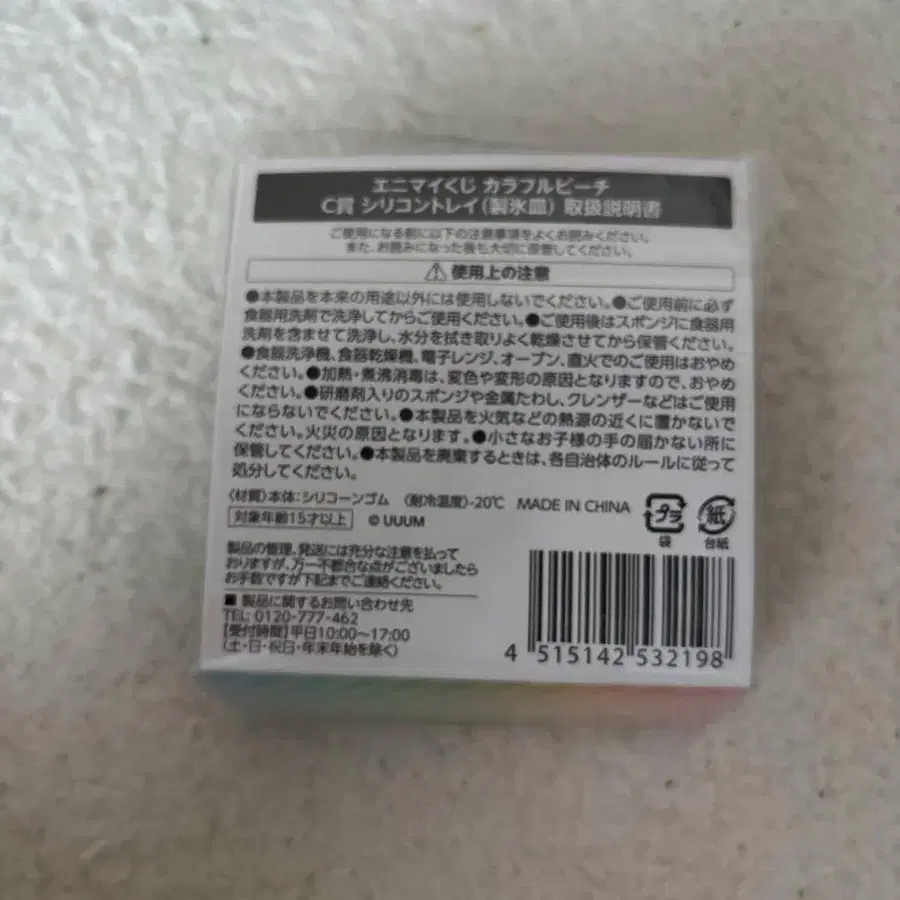 エニマイくじ カラフルピーチ
C賞 シリコントレイ(製氷皿) 取扱説明書
ご使用になる前に以下の注意事項をよくお読みください。
また、お読みになった後も大切に保管してください。
⚠使用上の注意
●本製品を本来の用途以外には使用しないでください。●ご使用前に必ず
食器用洗剤で洗浄してからご使用ください。●ご使用後はスポンジに食器用
洗剤を含ませて洗浄し、水分を拭き取りよく乾燥させてから保管ください。
●食器洗浄機、食器乾燥機、電子レンジ、オーブン、直火でのご使用はおやめ
ください。●加熱・煮沸消毒は、変色や変形の原因となりますので、おやめ
ください。●研磨剤入りのスポンジや金属たわし、クレンザーなどはご使用
にならないでください。●本製品を火気などの熱源の近くに置かないで
ください。火災の原因となります。●小さなお子様の手の届かない所に
保管してください。●本製品を廃棄するときは、各自治体のルールに従って
処分してください。
〈材質〉本体:シリコーンゴム 〈耐冷温度〉-20℃ MADE IN CHINA
対象年齢15才以上 © UUUM
プラ 紙
袋 台紙
製品の管理、発送には充分な注意を払って
おりますが、万一不都合な点がございましたら
お手数ですが下記までご連絡ください。
■ 製品に関するお問い合わせ先
TEL: 0120-777-462
【受付時間】平日10:00～17:00
(土・日・祝日・年末年始を除く)
4 515142 532198